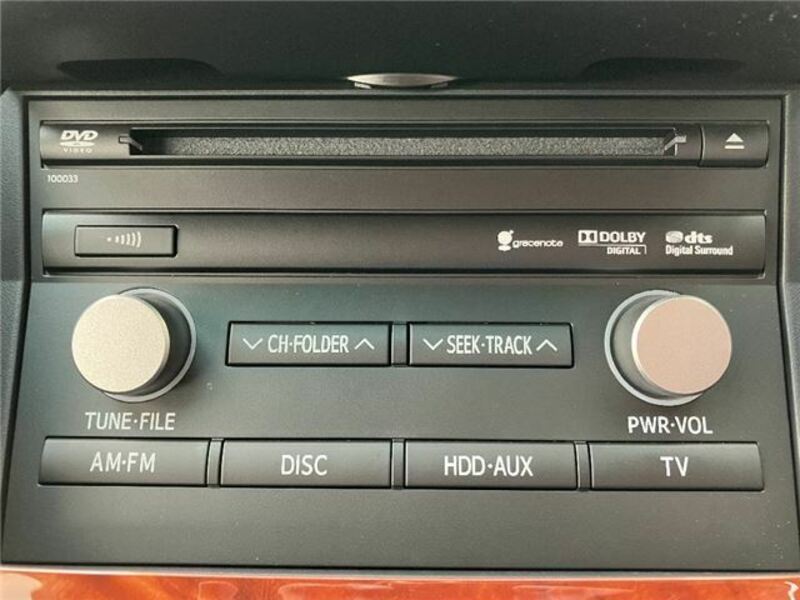 DVD
VIDEO
100033
gracenote
DOLBY
DIGITAL
dts
Digital Surround
CH·FOLDER
SEEK·TRACK
TUNE·FILE
PWR·VOL
AM·FM
DISC
HDD·AUX
TV